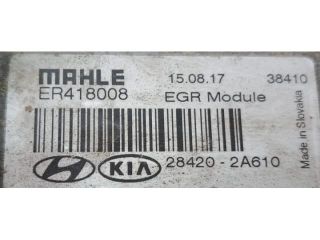 MAHLE 15.08.17 38410
ER418008 EGR Module
KIA 28420-2A610
Made in Slovakia